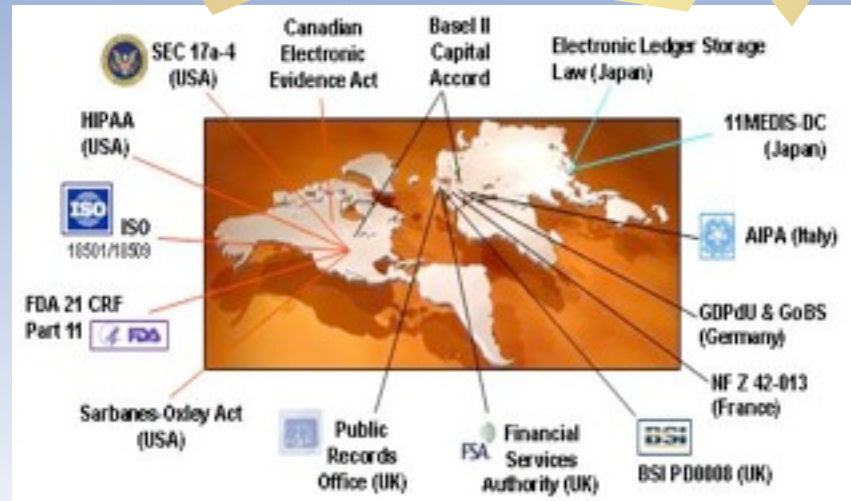 SEC 17a-4
(USA)
Canadian
Electronic
Evidence Act
Basel II
Capital
Accord
Electronic Ledger Storage
Law (Japan)
HIPAA
(USA)
11MEDIS-DC
(Japan)
ISO
ISO
18501/18509
AIPA (Italy)
FDA 21 CRF
Part 11
FDA
GDPdU & GoBS
(Germany)
NF Z 42-013
(France)
Sarbanes-Oxley Act
(USA)
Public
Records
Office (UK)
FSA
Financial
Services
Authority (UK)
BSI
BSI PD0008 (UK)